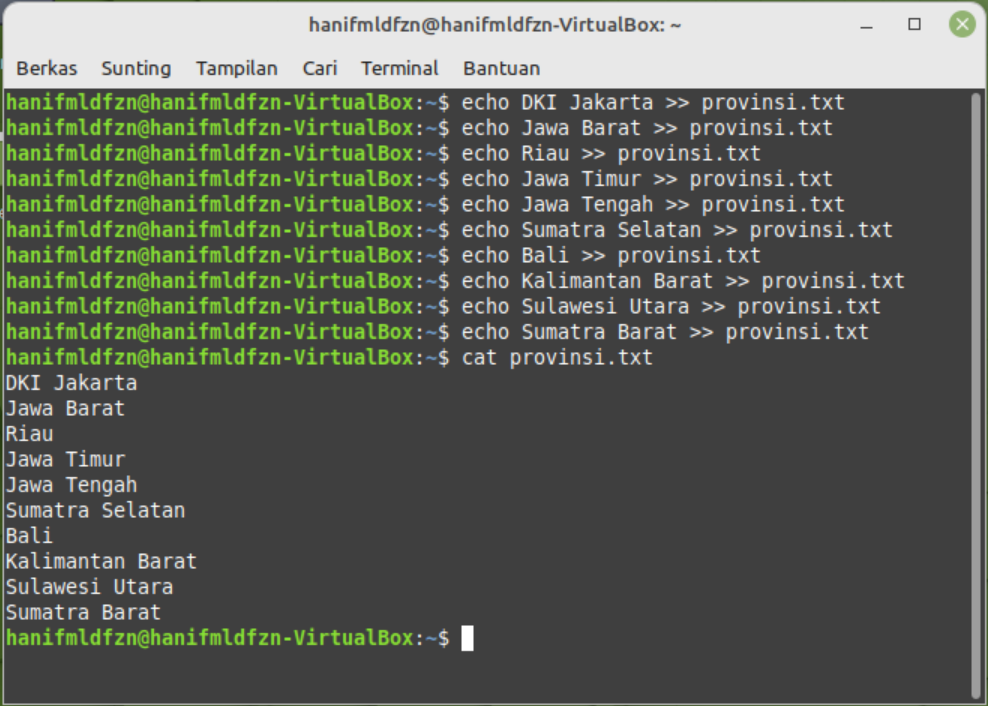 hanifmldfzn@hanifmldfzn-VirtualBox: ~
Berkas Sunting Tampilan Cari Terminal Bantuan
hanifmldfzn@hanifmldfzn-VirtualBox:~$ echo DKI Jakarta >> provinsi.txt
hanifmldfzn@hanifmldfzn-VirtualBox:~$ echo Jawa Barat >> provinsi.txt
hanifmldfzn@hanifmldfzn-VirtualBox:~$ echo Riau >> provinsi.txt
hanifmldfzn@hanifmldfzn-VirtualBox:~$ echo Jawa Timur >> provinsi.txt
hanifmldfzn@hanifmldfzn-VirtualBox:~$ echo Jawa Tengah >> provinsi.txt
hanifmldfzn@hanifmldfzn-VirtualBox:~$ echo Sumatra Selatan >> provinsi.txt
hanifmldfzn@hanifmldfzn-VirtualBox:~$ echo Bali >> provinsi.txt
hanifmldfzn@hanifmldfzn-VirtualBox:~$ echo Kalimantan Barat >> provinsi.txt
hanifmldfzn@hanifmldfzn-VirtualBox:~$ echo Sulawesi Utara >> provinsi.txt
hanifmldfzn@hanifmldfzn-VirtualBox:~$ echo Sumatra Barat >> provinsi.txt
hanifmldfzn@hanifmldfzn-VirtualBox:~$ cat provinsi.txt
DKI Jakarta
Jawa Barat
Riau
Jawa Timur
Jawa Tengah
Sumatra Selatan
Bali
Kalimantan Barat
Sulawesi Utara
Sumatra Barat
hanifmldfzn@hanifmldfzn-VirtualBox:~$